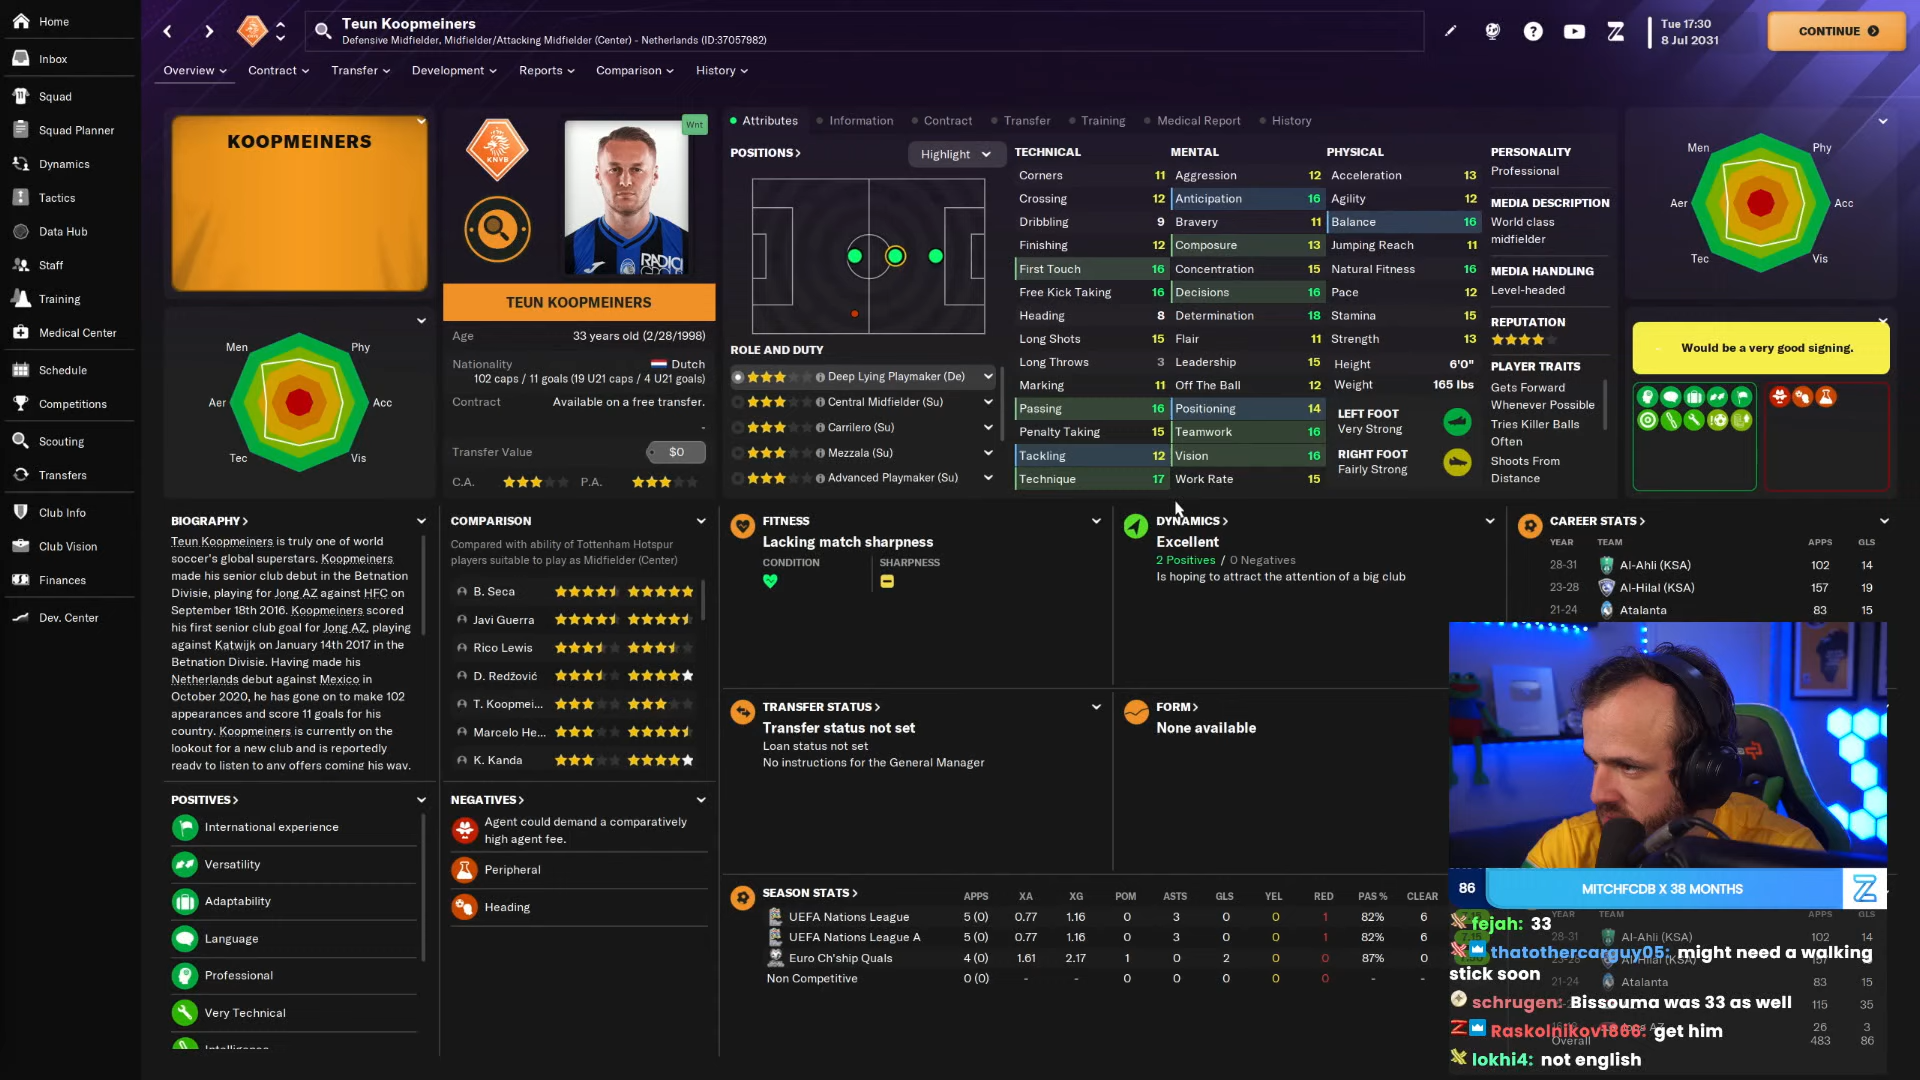 Home
Inbox
Squad
Squad Planner
Dynamics
Tactics
Data Hub
Staff
Training
Medical Center
Schedule
Competitions
Scouting
Transfers
Club Info
Club Vision
Finances
Dev. Center
Teun Koopmeiners
Defensive Midfielder, Midfielder/Attacking Midfielder (Center) - Netherlands (ID:37057982)
Tue 17:30
8 Jul 2031
CONTINUE
Overview
Contract
Transfer
Development
Reports
Comparison
History
KOOPMEINERS
Men
Phy
Aer
Acc
Tec
Vis
KNVB
Wnt
TEUN KOOPMEINERS
Age 33 years old (2/28/1998)
Nationality Dutch
102 caps / 11 goals (19 U21 caps / 4 U21 goals)
Contract Available on a free transfer.
-
Transfer Value $0
C.A. P.A.
Attributes
Information
Contract
Transfer
Training
Medical Report
History
POSITIONS
Highlight
ROLE AND DUTY
Deep Lying Playmaker (De)
Central Midfielder (Su)
Carrilero (Su)
Mezzala (Su)
Advanced Playmaker (Su)
TECHNICAL
Corners 11
Crossing 12
Dribbling 9
Finishing 12
First Touch 16
Free Kick Taking 16
Heading 8
Long Shots 15
Long Throws 3
Marking 11
Passing 16
Penalty Taking 15
Tackling 12
Technique 17
MENTAL
Aggression 12
Anticipation 16
Bravery 11
Composure 13
Concentration 15
Decisions 16
Determination 18
Flair 11
Leadership 15
Off The Ball 12
Positioning 14
Teamwork 16
Vision 16
Work Rate 15
PHYSICAL
Acceleration 13
Agility 12
Balance 16
Jumping Reach 11
Natural Fitness 16
Pace 12
Stamina 15
Strength 13
Height 6'0"
Weight 165 lbs
LEFT FOOT
Very Strong
RIGHT FOOT
Fairly Strong
PERSONALITY
Professional
MEDIA DESCRIPTION
World class
midfielder
MEDIA HANDLING
Level-headed
REPUTATION
PLAYER TRAITS
Gets Forward
Whenever Possible
Tries Killer Balls
Often
Shoots From
Distance
Men
Phy
Aer
Acc
Tec
Vis
Would be a very good signing.
BIOGRAPHY
Teun Koopmeiners is truly one of world
soccer's global superstars. Koopmeiners
made his senior club debut in the Betnation
Divisie, playing for Jong AZ against HFC on
September 18th 2016. Koopmeiners scored
his first senior club goal for Jong AZ, playing
against Katwijk on January 14th 2017 in the
Betnation Divisie. Having made his
Netherlands debut against Mexico in
October 2020, he has gone on to make 102
appearances and score 11 goals for his
country. Koopmeiners is currently on the
lookout for a new club and is reportedly
ready to listen to any offers coming his way.
COMPARISON
Compared with ability of Tottenham Hotspur
players suitable to play as Midfielder (Center)
B. Seca
Javi Guerra
Rico Lewis
D. Redžović
T. Koopmei...
Marcelo He...
K. Kanda
FITNESS
Lacking match sharpness
CONDITION
SHARPNESS
DYNAMICS
Excellent
2 Positives / 0 Negatives
Is hoping to attract the attention of a big club
CAREER STATS
YEAR TEAM APPS GLS
28-31 Al-Ahli (KSA) 102 14
23-28 Al-Hilal (KSA) 157 19
21-24 Atalanta 83 15
TRANSFER STATUS
Transfer status not set
Loan status not set
No instructions for the General Manager
FORM
None available
POSITIVES
International experience
Versatility
Adaptability
Language
Professional
Very Technical
Intelligence
NEGATIVES
Agent could demand a comparatively
high agent fee.
Peripheral
Heading
SEASON STATS APPS XA XG POM ASTS GLS YEL RED PAS % CLEAR
UEFA Nations League 5 (0) 0.77 1.16 0 3 0 0 1 82% 6
UEFA Nations League A 5 (0) 0.77 1.16 0 3 0 0 1 82% 6
Euro Ch'ship Quals 4 (0) 1.61 2.17 1 0 2 0 0 87% 0
Non Competitive 0 (0) - - 0 0 0 0 0 - -
86 MITCHFCDB X 38 MONTHS
YEAR TEAM APPS GLS
fejah: 33
28-31 Al-Ahli (KSA) 102 14
thatothercarguy05: might need a walking
stick soon
21-24 Atalanta 83 15
schrugen: Bissouma was 33 as well
115 35
Raskolnikov1866: get him
26 3
Overall 483 86
lokhi4: not english